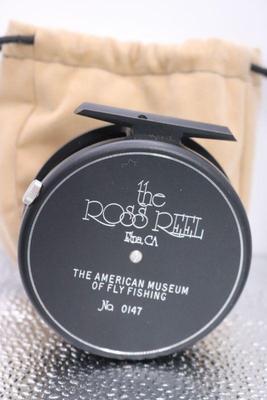 the
ROSS REEL
Etna, CA
THE AMERICAN MUSEUM
OF FLY FISHING
No 0147